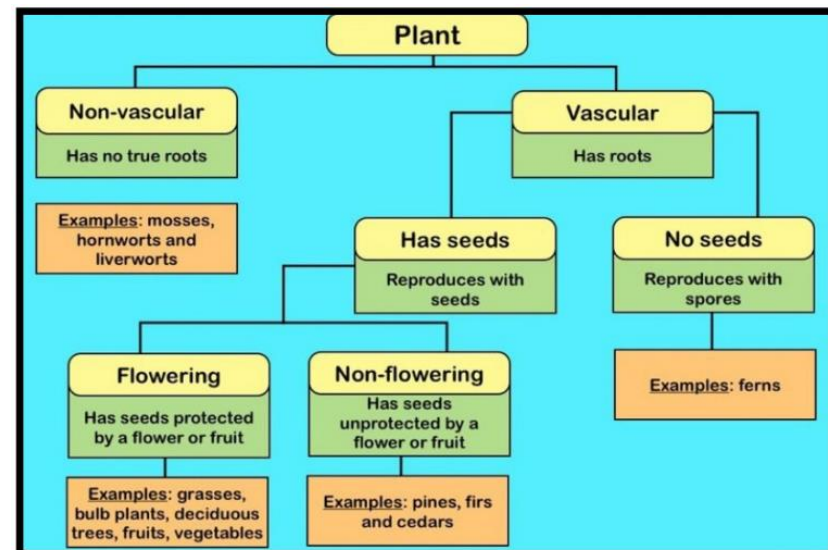 Plant
Non-vascular
Has no true roots
Examples: mosses,
hornworts and
liverworts
Vascular
Has roots
Has seeds
Reproduces with
seeds
No seeds
Reproduces with
spores
Examples: ferns
Flowering
Has seeds protected
by a flower or fruit
Examples: grasses,
bulb plants, deciduous
trees, fruits, vegetables
Non-flowering
Has seeds
unprotected by a
flower or fruit
Examples: pines, firs
and cedars